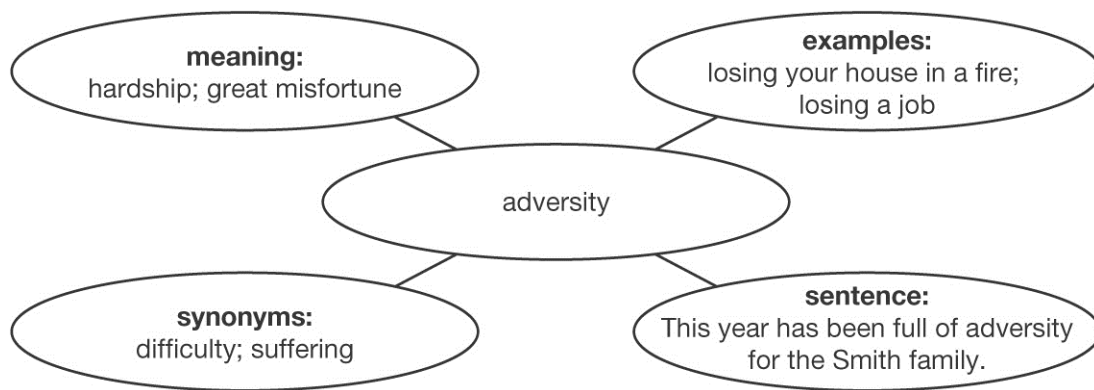 meaning:
hardship; great misfortune
examples:
losing your house in a fire;
losing a job
adversity
synonyms:
difficulty; suffering
sentence:
This year has been full of adversity
for the Smith family.